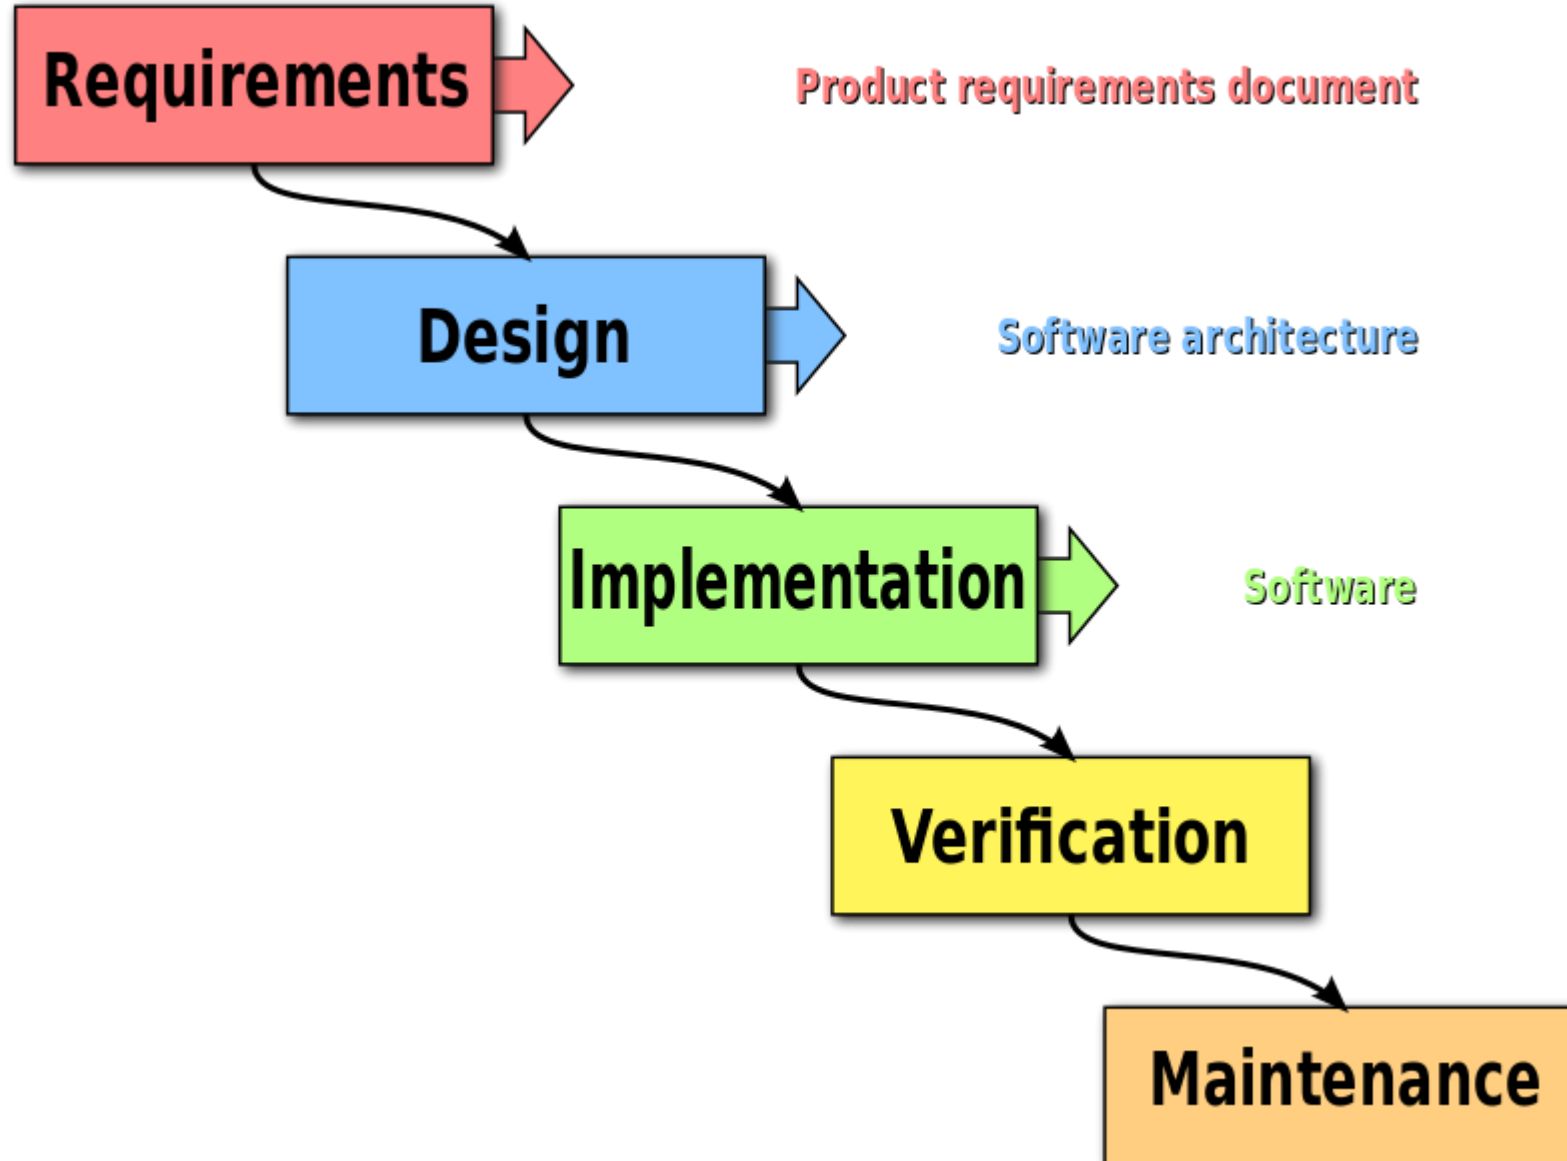 Requirements
Product requirements document
Design
Software architecture
Implementation
Software
Verification
Maintenance